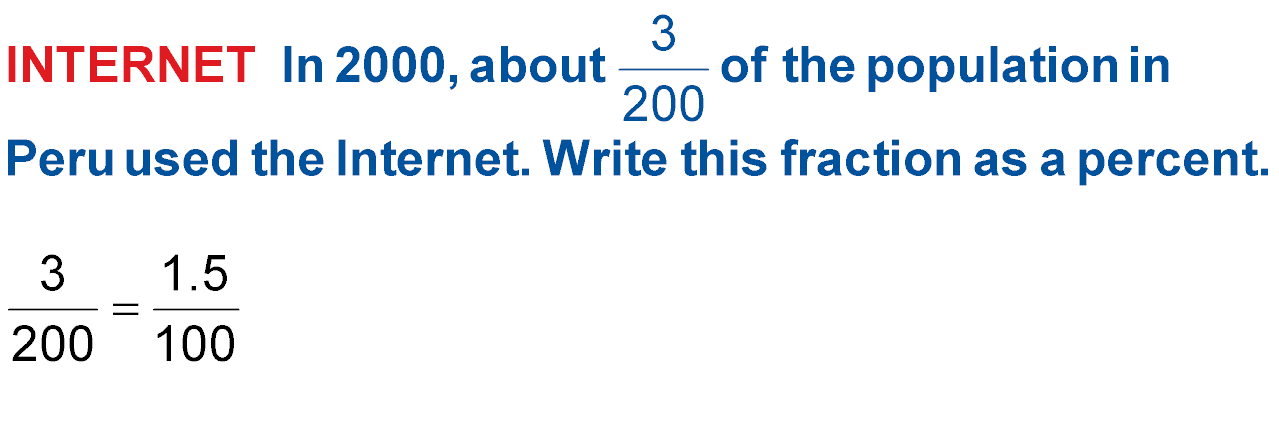 INTERNET In 2000, about 3/200 of the population in
Peru used the Internet. Write this fraction as a percent.
3/200 = 1.5/100